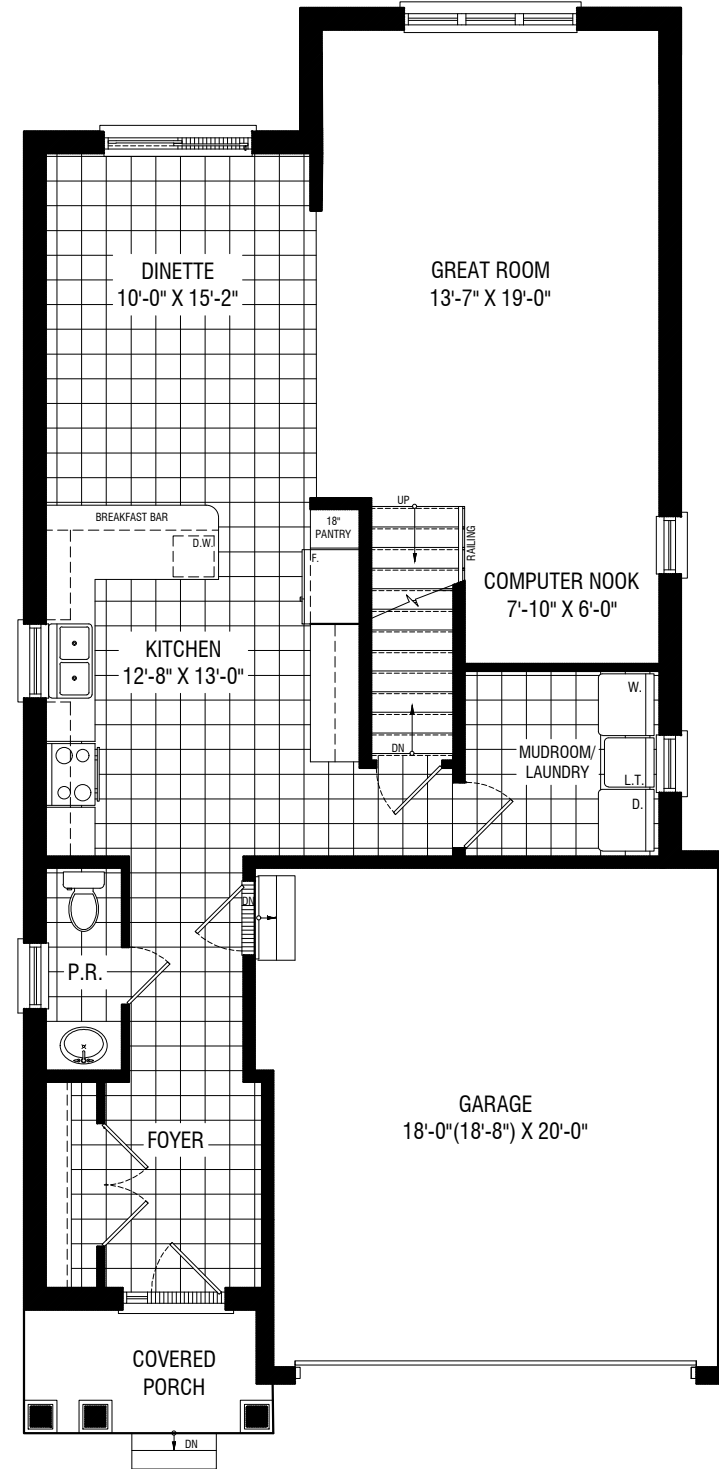 DINETTE
10'-0" X 15'-2"
GREAT ROOM
13'-7" X 19'-0"
UP
BREAKFAST BAR
18"
PANTRY
D.W.
RAILING
F.
COMPUTER NOOK
7'-10" X 6'-0"
KITCHEN
12'-8" X 13'-0"
W.
DN
MUDROOM/
LAUNDRY
L.T.
D.
DN
P.R.
GARAGE
18'-0"(18'-8") X 20'-0"
FOYER
COVERED
PORCH
DN